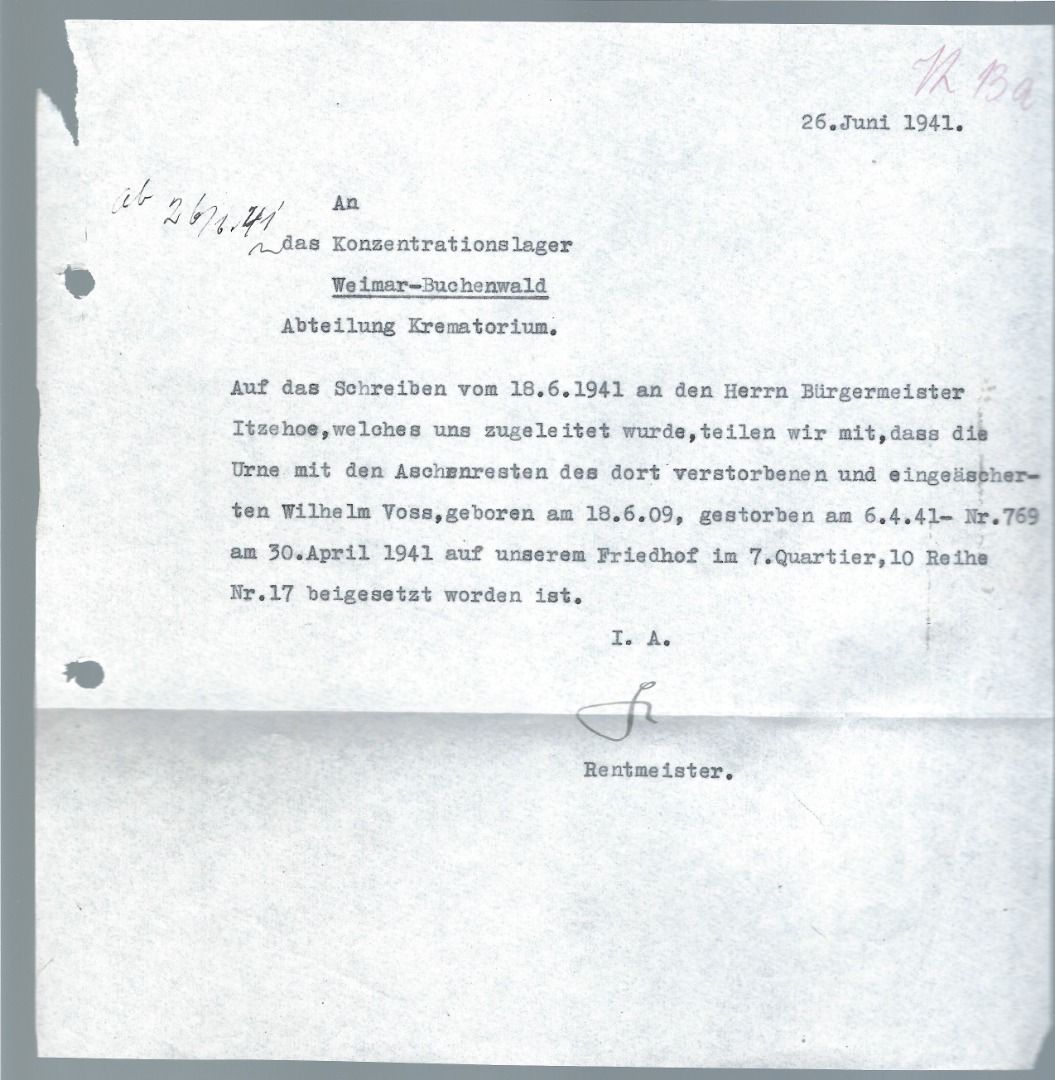 26.Juni 1941.
ab 26/6.41
An
das Konzentrationslager
Weimar-Buchenwald
Abteilung Krematorium.
Auf das Schreiben vom 18.6.1941 an den Herrn Bürgermeister
Itzehoe,welches uns zugeleitet wurde,teilen wir mit,dass die
Urne mit den Aschenresten des dort verstorbenen und eingeäscher-
ten Wilhelm Voss,geboren am 18.6.09, gestorben am 6.4.41- Nr.769
am 30.April 1941 auf unserem Friedhof im 7.Quartier,10 Reihe
Nr.17 beigesetzt worden ist.
I. A.
Rentmeister.